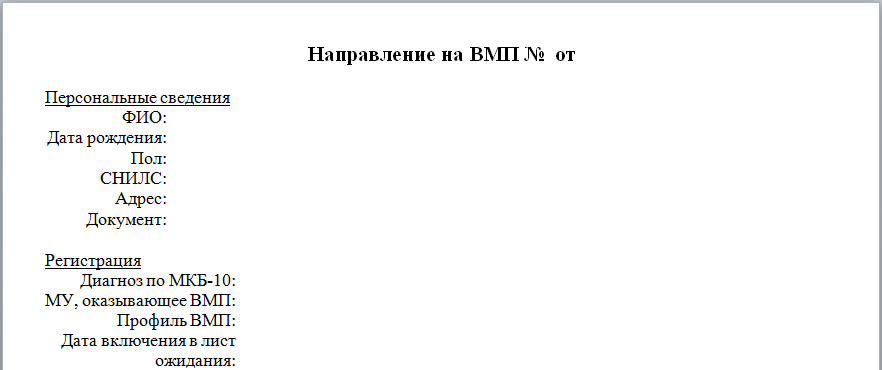 Направление на ВМП № от
Персональные сведения
ФИО:
Дата рождения:
Пол:
СНИЛС:
Адрес:
Документ:
Регистрация
Диагноз по МКБ-10:
МУ, оказывающее ВМП:
Профиль ВМП:
Дата включения в лист
ожидания: